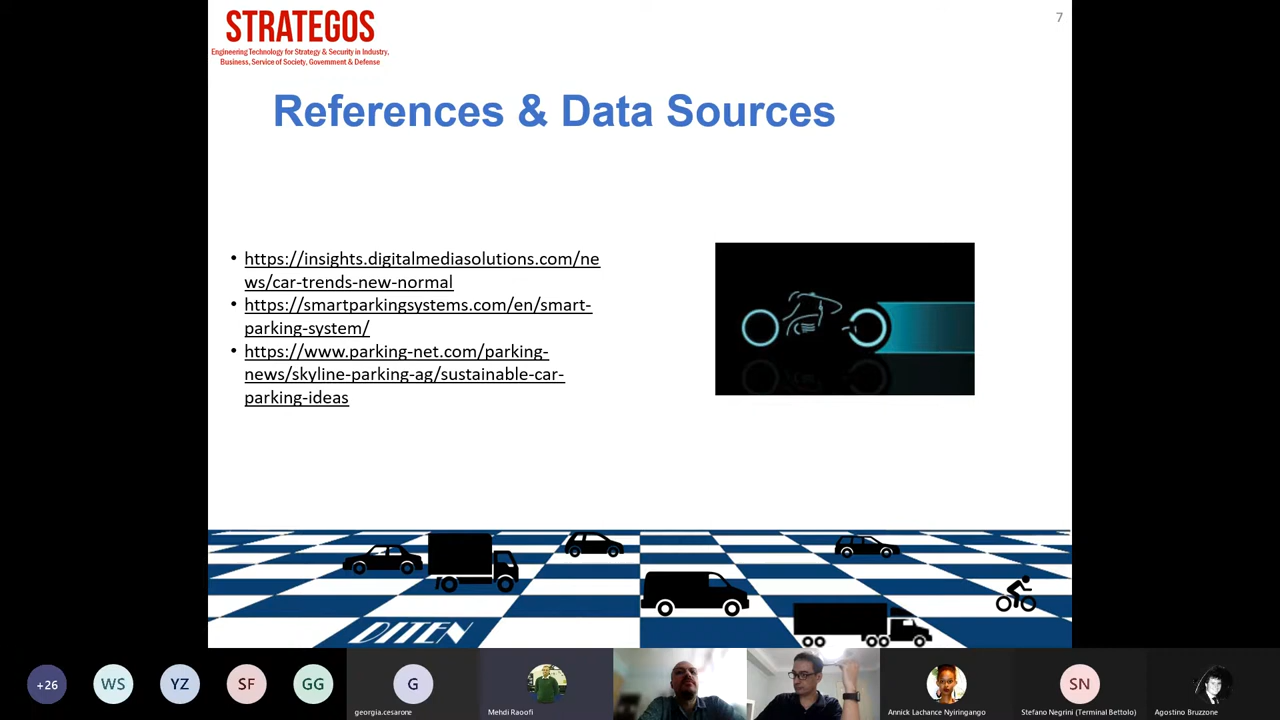 7
STRATEGOS
Engineering Technology for Strategy & Security in Industry,
Business, Service of Society, Government & Defense
References & Data Sources
• https://insights.digitalmediasolutions.com/ne
ws/car-trends-new-normal
• https://smartparkingsystems.com/en/smart-
parking-system/
• https://www.parking-net.com/parking-
news/skyline-parking-ag/sustainable-car-
parking-ideas
DITEN
+26
WS
YZ
SF
GG
G
georgia.cesarone
Mehdi Raoofi
Annick Lachance Nyiringango
SN
Stefano Negrini (Terminal Bettolo)
Agostino Bruzzone